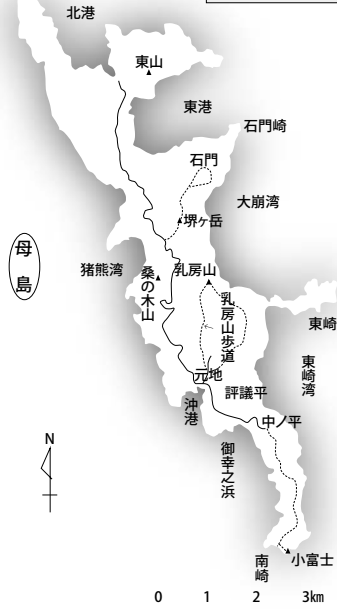 北港
東山
東港
石門崎
石門
大崩湾
堺ヶ岳
母島
猪熊湾
桑の木山
乳房山
乳房山歩道
東崎
東崎湾
元地
評議平
沖港
中ノ平
御幸之浜
N
南崎
小富士
0 1 2 3km